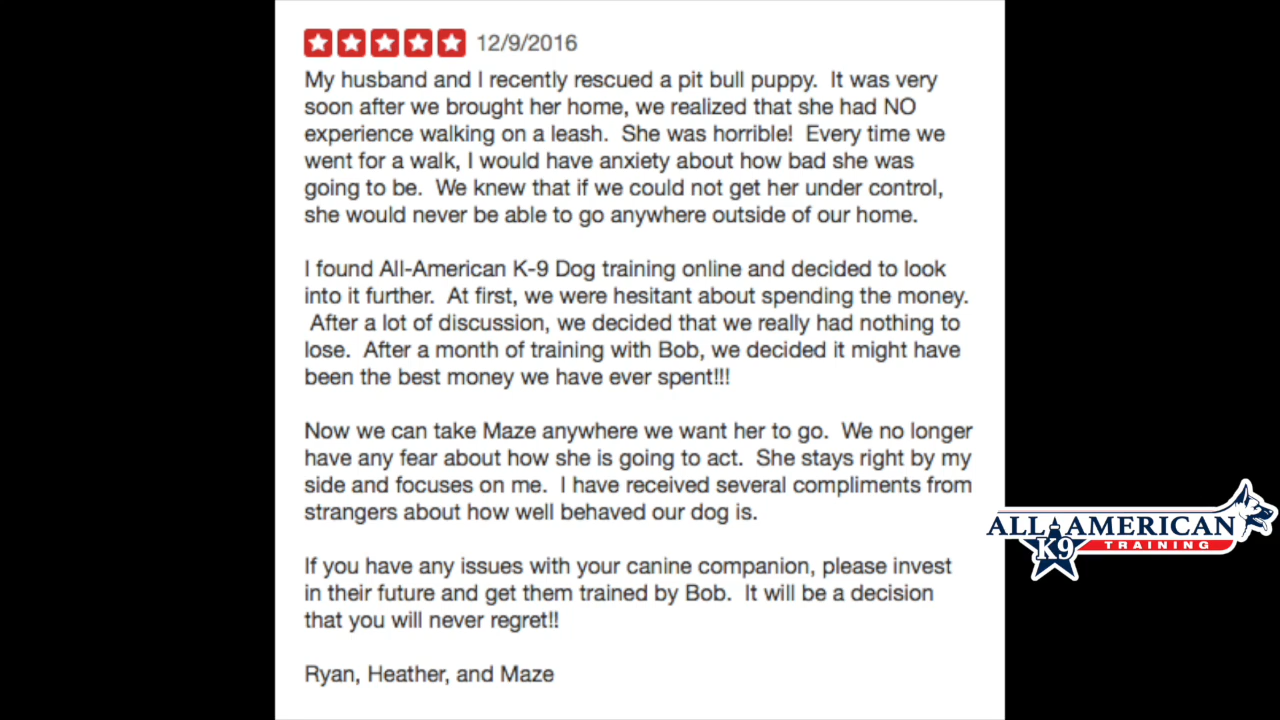 12/9/2016
My husband and I recently rescued a pit bull puppy.  It was very
soon after we brought her home, we realized that she had NO
experience walking on a leash.  She was horrible!  Every time we
went for a walk, I would have anxiety about how bad she was
going to be.  We knew that if we could not get her under control,
she would never be able to go anywhere outside of our home.
I found All-American K-9 Dog training online and decided to look
into it further.  At first, we were hesitant about spending the money.
After a lot of discussion, we decided that we really had nothing to
lose.  After a month of training with Bob, we decided it might have
been the best money we have ever spent!!!
Now we can take Maze anywhere we want her to go.  We no longer
have any fear about how she is going to act.  She stays right by my
side and focuses on me.  I have received several compliments from
strangers about how well behaved our dog is.
If you have any issues with your canine companion, please invest
in their future and get them trained by Bob.  It will be a decision
that you will never regret!!
Ryan, Heather, and Maze
ALL AMERICAN
K9 TRAINING